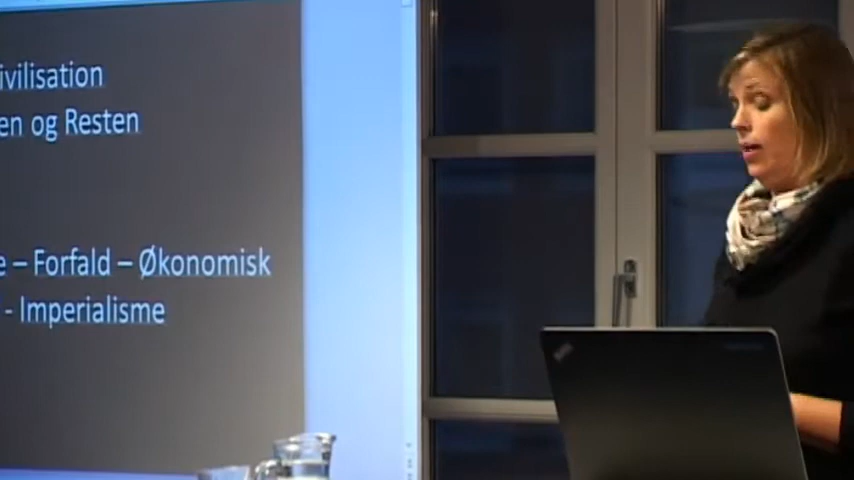 ivilisation
en og Resten
e – Forfald – Økonomisk
- Imperialisme